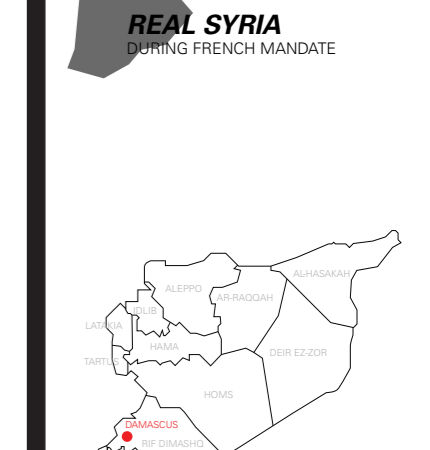 REAL SYRIA
DURING FRENCH MANDATE
AL-HASAKAH
ALEPPO
AR-RAQQAH
IDLIB
LATAKIA
HAMA
DEIR EZ-ZOR
TARTUS
HOMS
DAMASCUS
RIF DIMASHQ